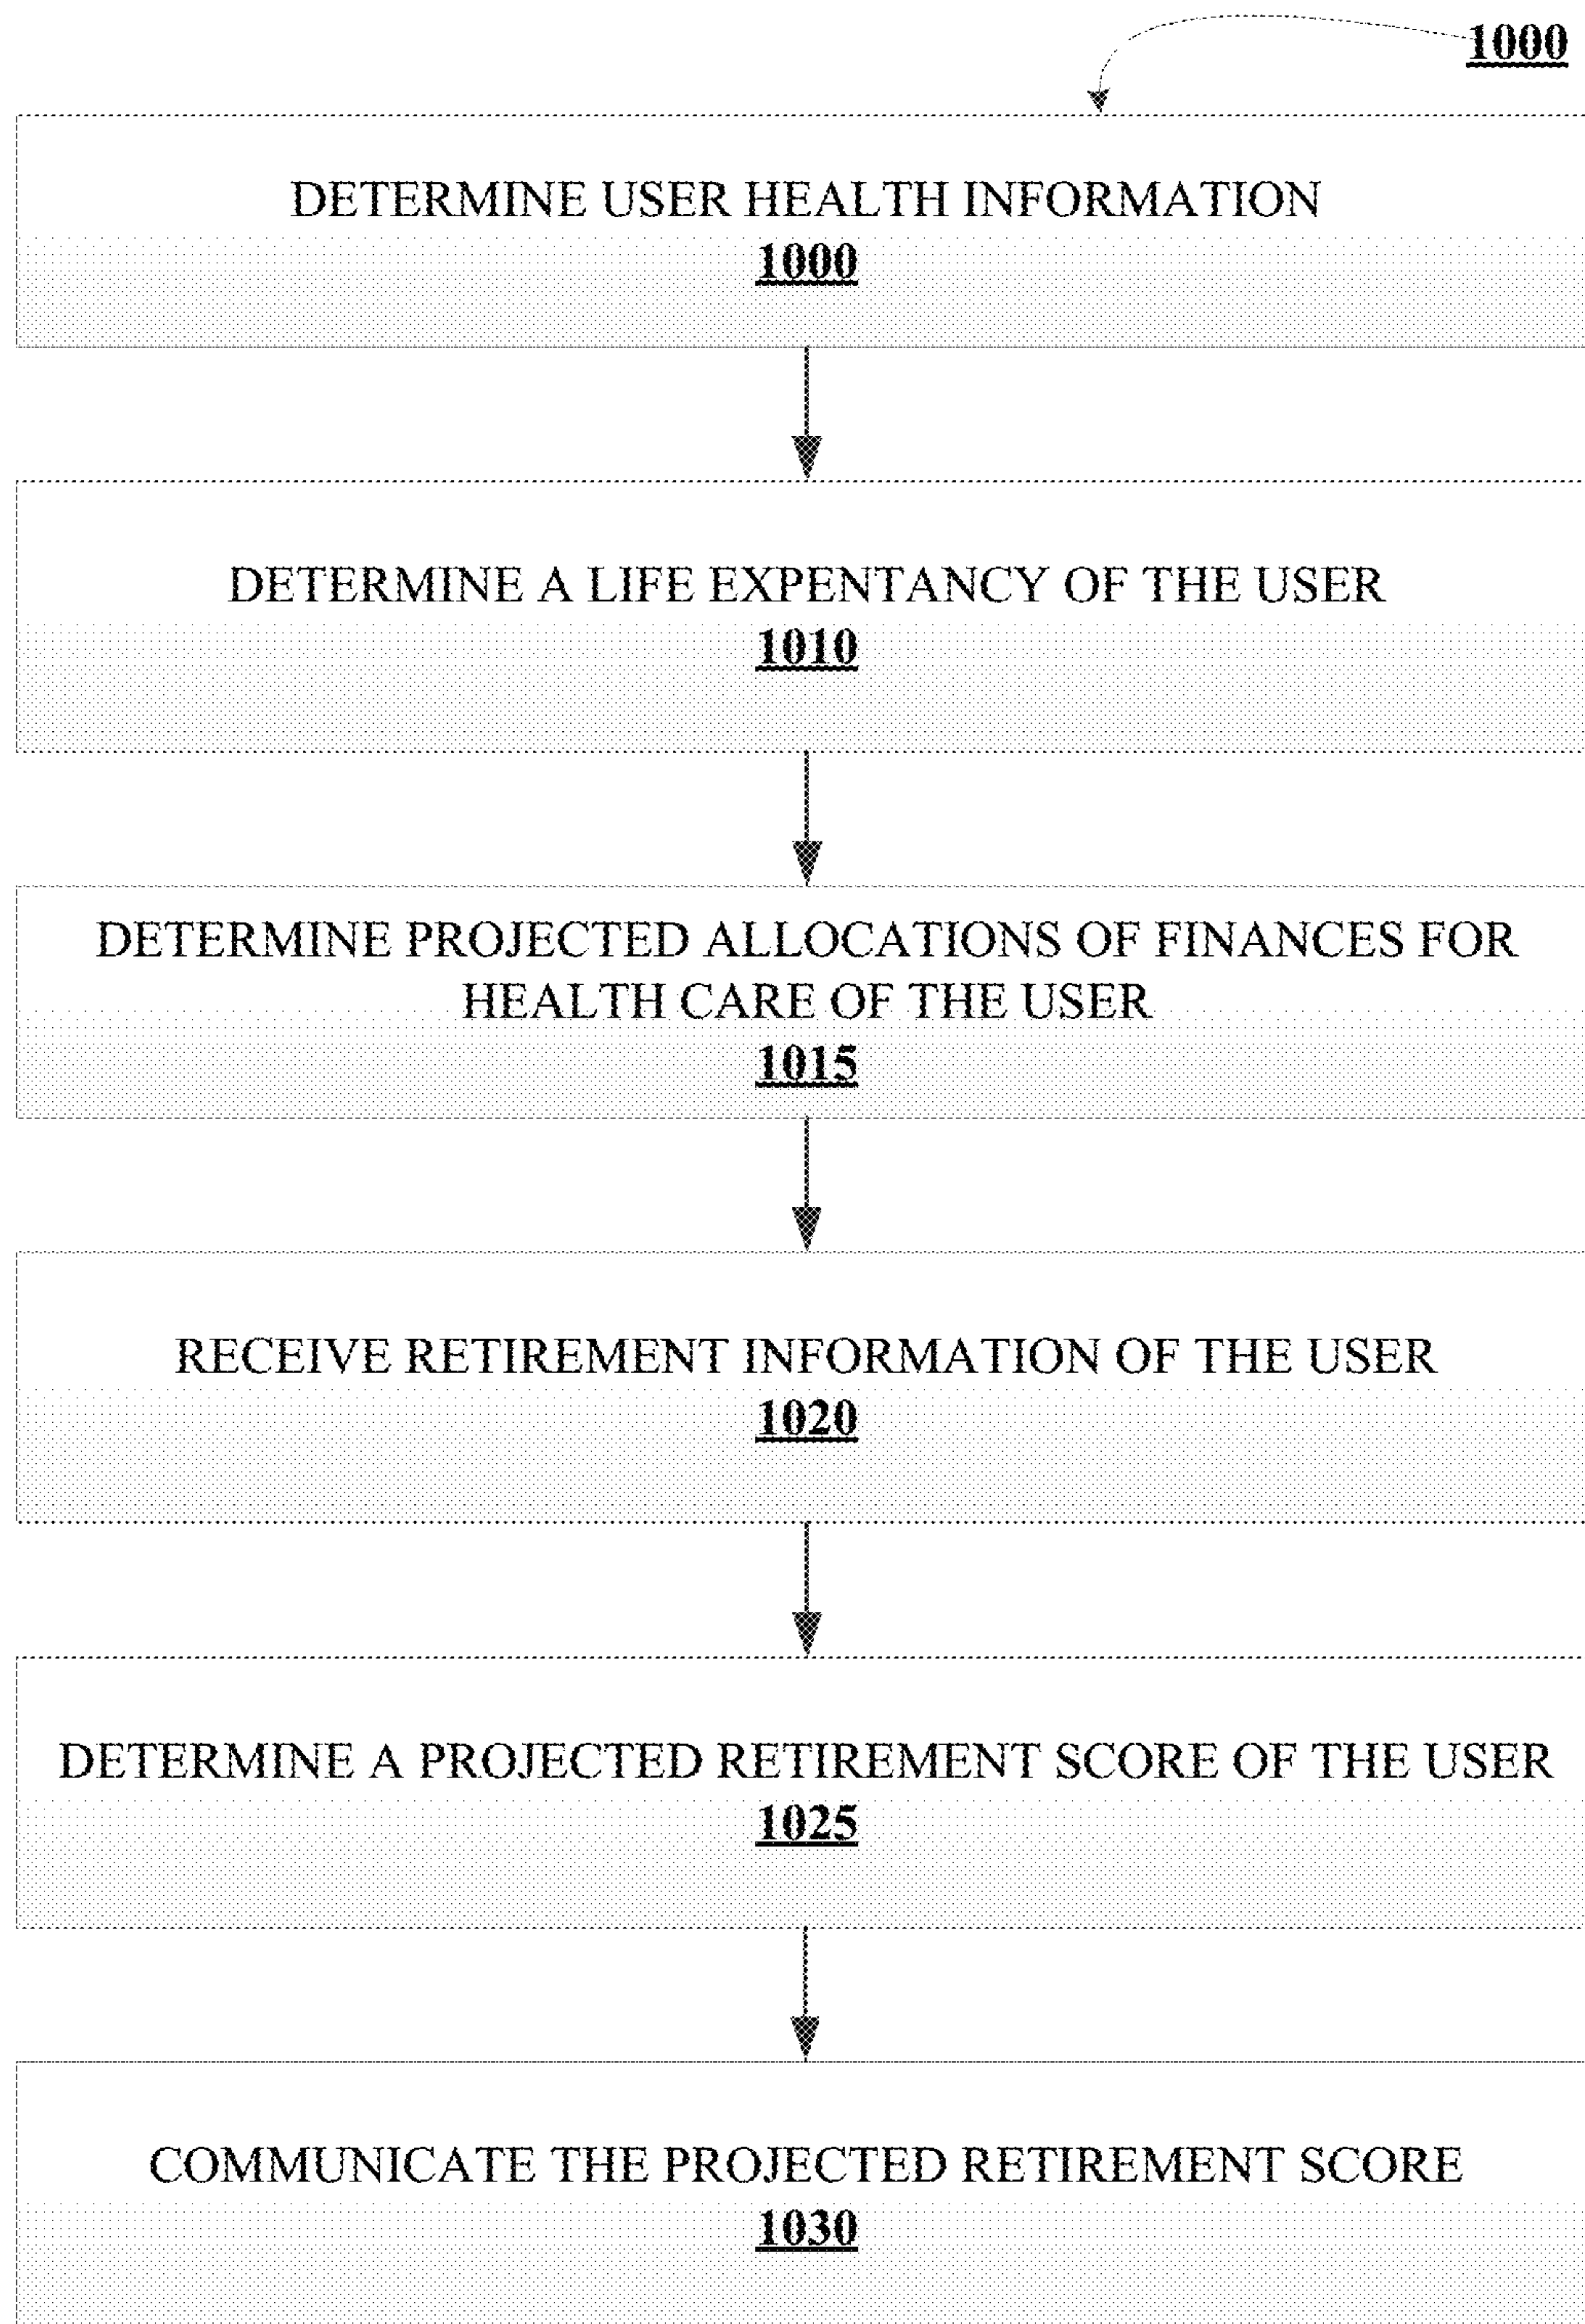 1000
DETERMINE USER HEALTH INFORMATION
1000
DETERMINE A LIFE EXPENTANCY OF THE USER
1010
DETERMINE PROJECTED ALLOCATIONS OF FINANCES FOR
HEALTH CARE OF THE USER
1015
RECEIVE RETIREMENT INFORMATION OF THE USER
1020
DETERMINE A PROJECTED RETIREMENT SCORE OF THE USER
1025
COMMUNICATE THE PROJECTED RETIREMENT SCORE
1030